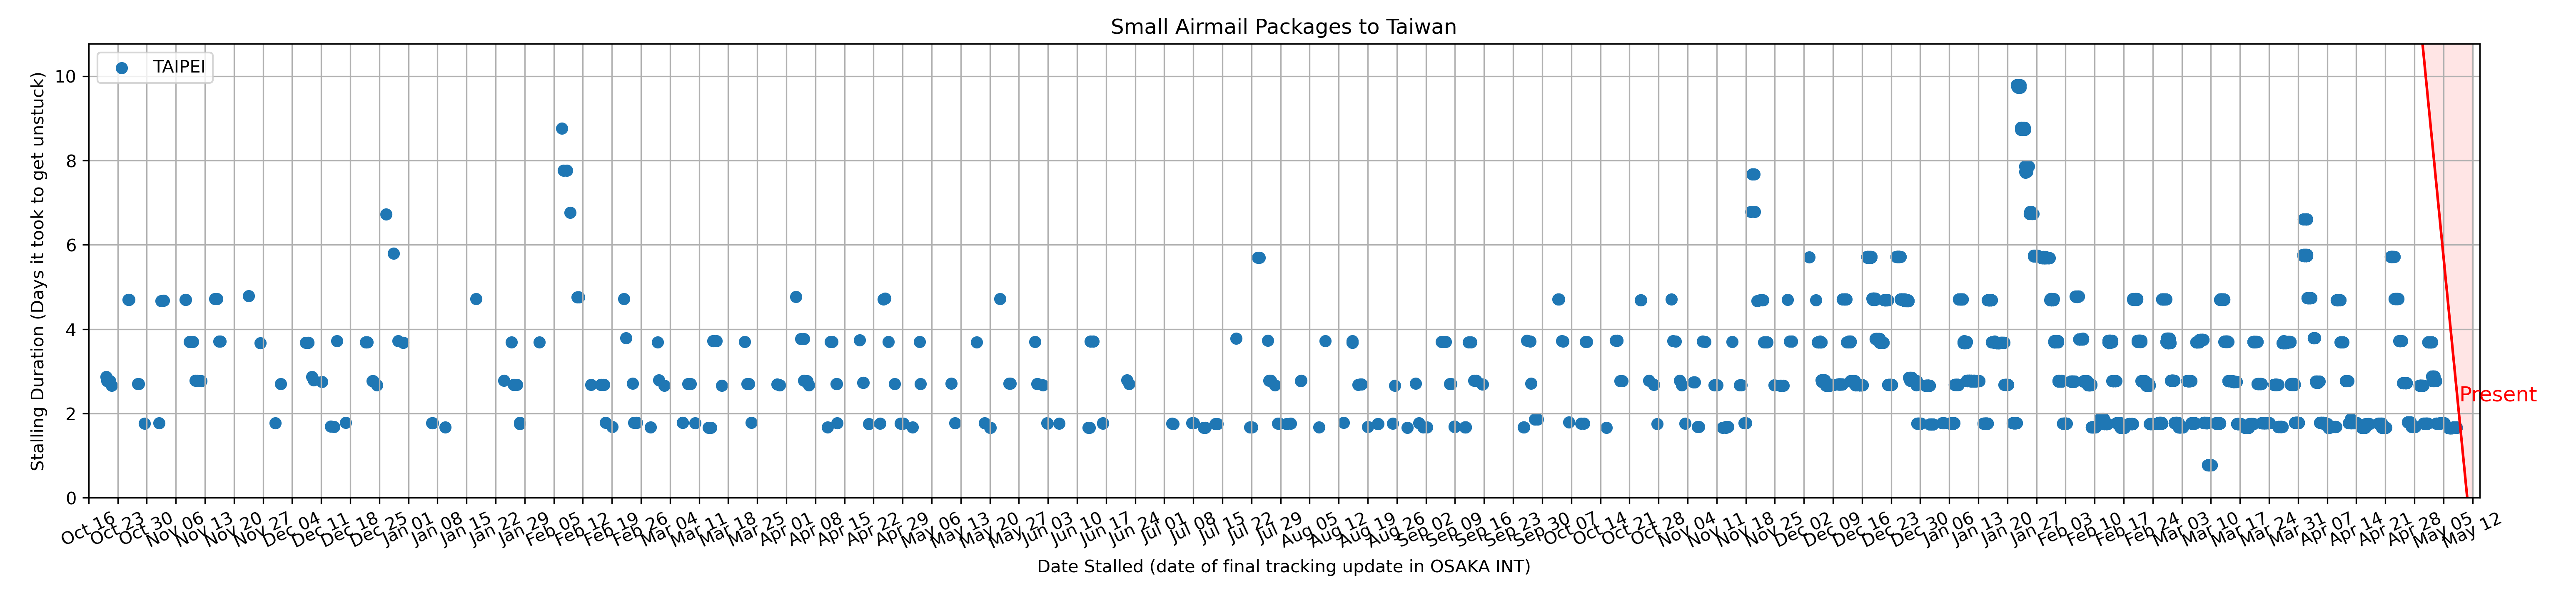 Small Airmail Packages to Taiwan
TAIPEI
Stalling Duration (Days it took to get unstuck)
10
8
6
4
2
0
Present
Oct 16
Oct 23
Oct 30
Nov 06
Nov 13
Nov 20
Nov 27
Dec 04
Dec 11
Dec 18
Dec 25
Jan 01
Jan 08
Jan 15
Jan 22
Jan 29
Feb 05
Feb 12
Feb 19
Feb 26
Mar 04
Mar 11
Mar 18
Mar 25
Apr 01
Apr 08
Apr 15
Apr 22
Apr 29
May 06
May 13
May 20
May 27
Jun 03
Jun 10
Jun 17
Jun 24
Jul 01
Jul 08
Jul 15
Jul 22
Jul 29
Aug 05
Aug 12
Aug 19
Aug 26
Sep 02
Sep 09
Sep 16
Sep 23
Sep 30
Oct 07
Oct 14
Oct 21
Oct 28
Nov 04
Nov 11
Nov 18
Nov 25
Dec 02
Dec 09
Dec 16
Dec 23
Dec 30
Jan 06
Jan 13
Jan 20
Jan 27
Feb 03
Feb 10
Feb 17
Feb 24
Mar 03
Mar 10
Mar 17
Mar 24
Mar 31
Apr 07
Apr 14
Apr 21
Apr 28
May 05
May 12
Date Stalled (date of final tracking update in OSAKA INT)